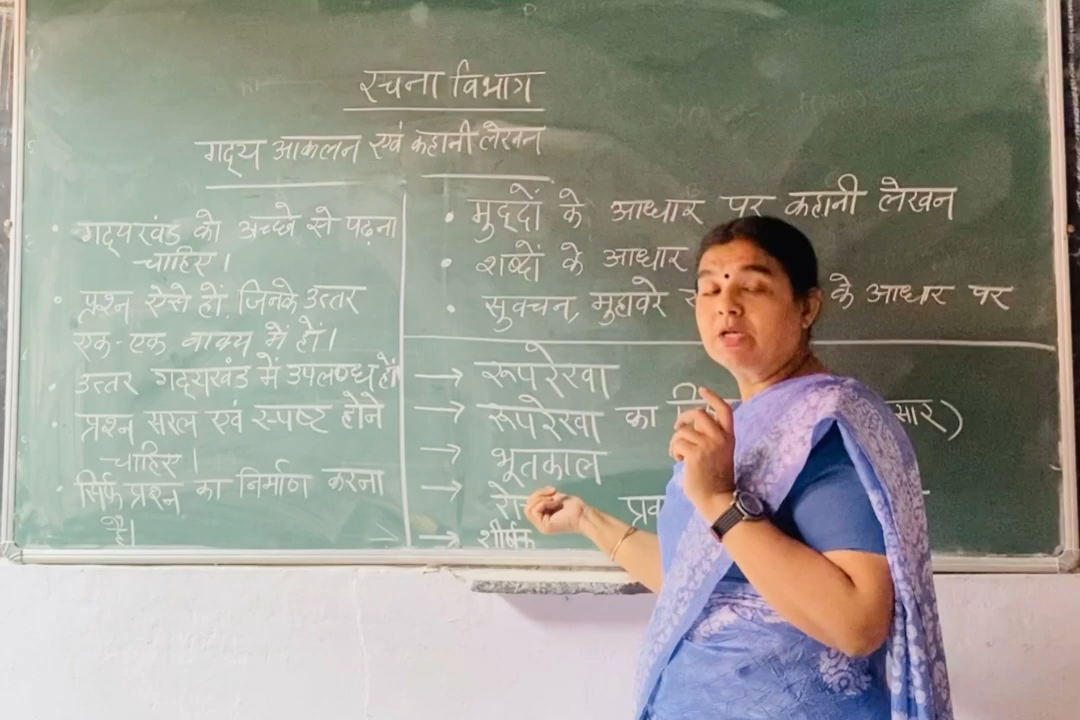 रचना विभाग
गद्य आकलन एवं कहानी लेखन
• गद्यखंड को अच्छे से पढ़ना
चाहिए।
• प्रश्न ऐसे हों, जिनके उत्तर
एक-एक वाक्य में हों।
• उत्तर गद्यखंड में उपलब्ध हों
• प्रश्न सरल एवं स्पष्ट होने
चाहिए।
• सिर्फ प्रश्न का निर्माण करना
है।
• मुद्दों के आधार पर कहानी लेखन
• शब्दों के आधार
• सुवचन, मुहावरे के आधार पर
→ रूपरेखा
→ रूपरेखा का सार)
→ भूतकाल
→
→ शीर्षक